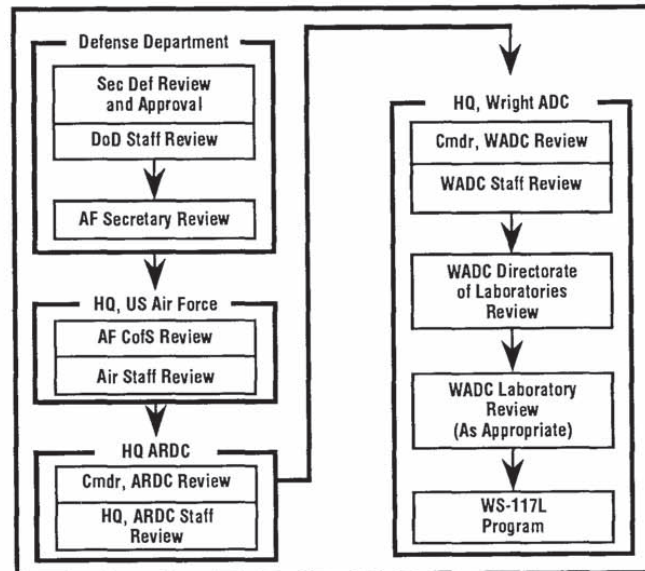 Defense Department
Sec Def Review
and Approval
DoD Staff Review
AF Secretary Review
HQ, US Air Force
AF CofS Review
Air Staff Review
HQ ARDC
Cmdr, ARDC Review
HQ, ARDC Staff
Review
HQ, Wright ADC
Cmdr, WADC Review
WADC Staff Review
WADC Directorate
of Laboratories
Review
WADC Laboratory
Review
(As Appropriate)
WS-117L
Program